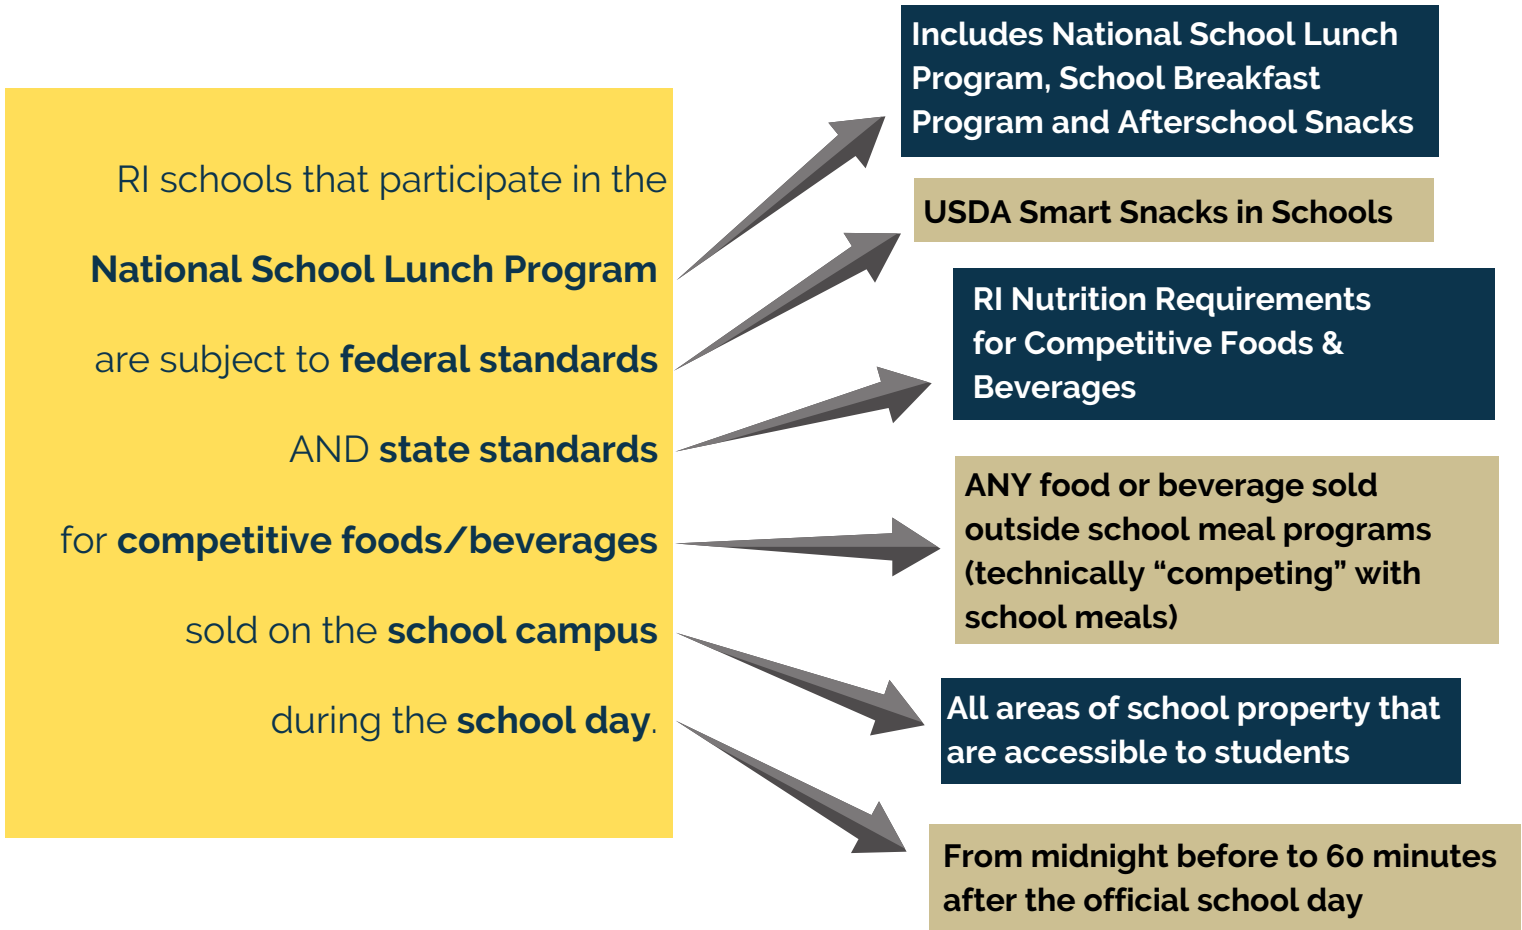 RI schools that participate in the
National School Lunch Program
are subject to federal standards
AND state standards
for competitive foods/beverages
sold on the school campus
during the school day.
Includes National School Lunch
Program, School Breakfast
Program and Afterschool Snacks
USDA Smart Snacks in Schools
RI Nutrition Requirements
for Competitive Foods &
Beverages
ANY food or beverage sold
outside school meal programs
(technically “competing” with
school meals)
All areas of school property that
are accessible to students
From midnight before to 60 minutes
after the official school day